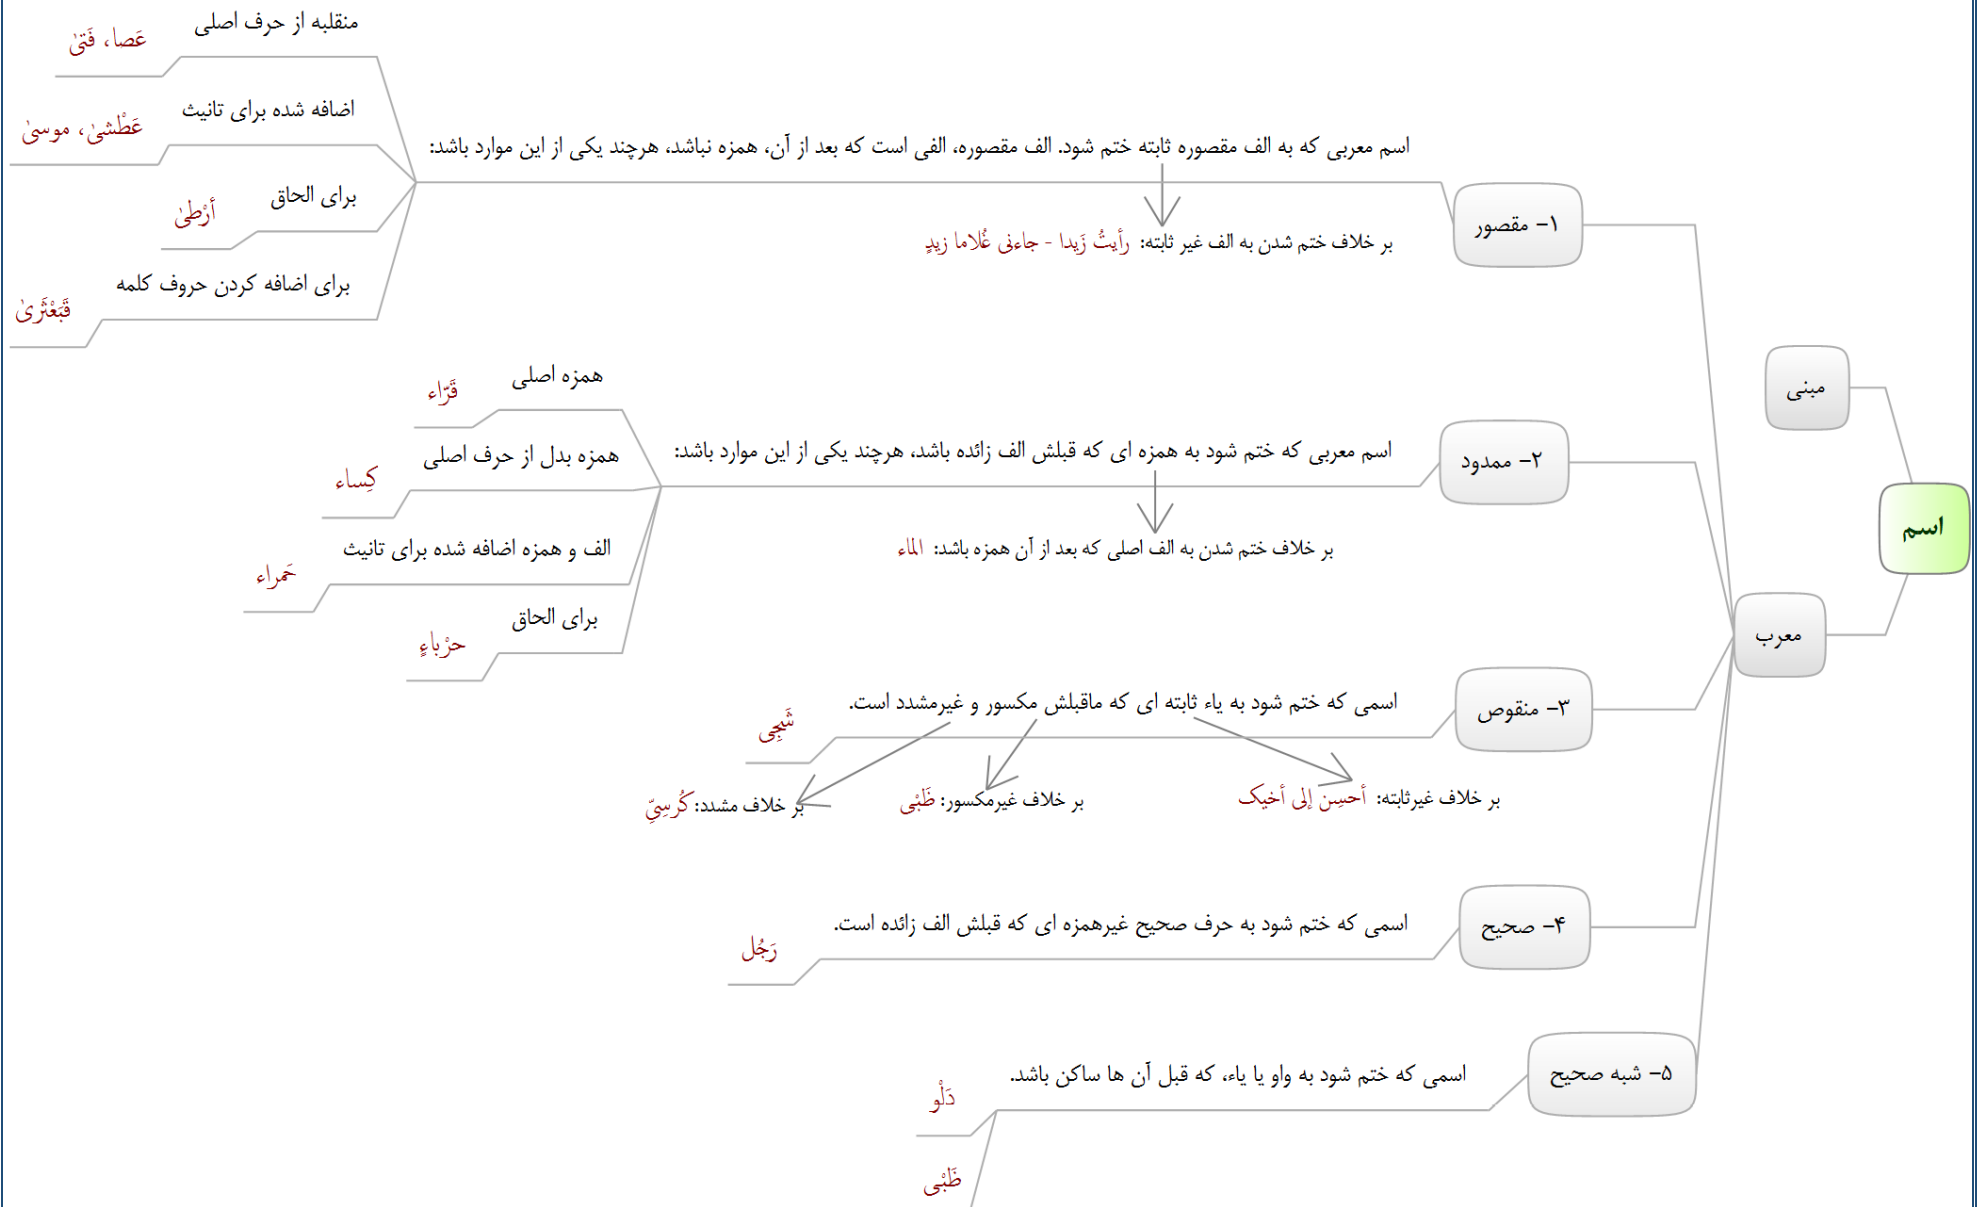 اسم
مبنی
معرب
۱- مقصور
اسم معربی که به الف مقصوره ثابته ختم شود. الف مقصوره، الفی است که بعد از آن، همزه نباشد، هرچند یکی از این موارد باشد:
بر خلاف ختم شدن به الف غیر ثابته: رأیتُ زَیدا - جاءنی غُلاما زیدٍ
منقلبه از حرف اصلی
عَصا، فَتیٰ
اضافه شده برای تانیث
عَطْشیٰ، موسیٰ
برای الحاق
أرْطیٰ
برای اضافه کردن حروف کلمه
قَبَعْثَریٰ
۲- ممدود
اسم معربی که ختم شود به همزه ای که قبلش الف زائده باشد، هرچند یکی از این موارد باشد:
بر خلاف ختم شدن به الف اصلی که بعد از آن همزه باشد: الماء
همزه اصلی
قَرّاء
همزه بدل از حرف اصلی
کِساء
الف و همزه اضافه شده برای تانیث
حَمراء
برای الحاق
حرْباءٍ
۳- منقوص
اسمی که ختم شود به یاء ثابته ای که ماقبلش مکسور و غیرمشدد است.
شَجِی
بر خلاف غیرثابته: أحسِن إلی أخیک
بر خلاف غیرمکسور: ظَبْی
بر خلاف مشدد: کُرسِیِّ
۴- صحیح
اسمی که ختم شود به حرف صحیح غیرهمزه ای که قبلش الف زائده است.
رَجُل
۵- شبه صحیح
اسمی که ختم شود به واو یا یاء، که قبل آن ها ساکن باشد.
دَلْو
ظَبْی